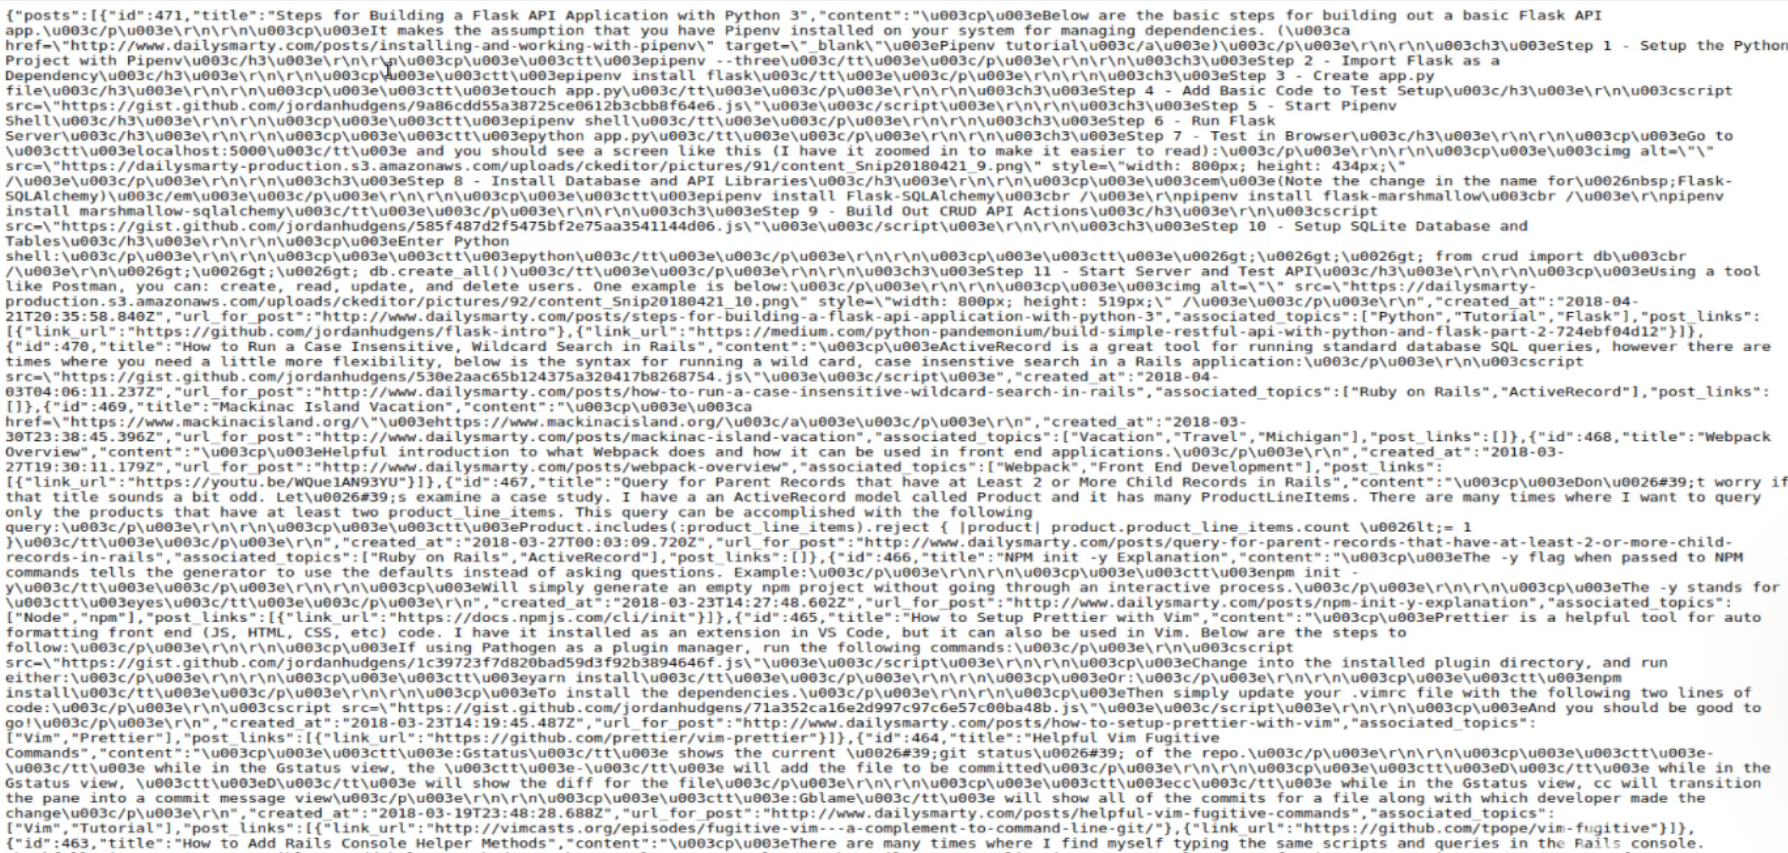 {"posts":[{"id":471,"title":"Steps for Building a Flask API Application with Python 3","content":"\u003cp\u003eBelow are the basic steps for building out a basic Flask API
app.\u003c/p\u003e\r\n\r\n\u003cp\u003eIt makes the assumption that you have Pipenv installed on your system for managing dependencies. (\u003ca
href=\"http://www.dailysmarty.com/posts/installing-and-working-with-pipenv\" target=\"_blank\"\u003ePipenv tutorial\u003c/a\u003e)\u003c/p\u003e\r\n\r\n\u003ch3\u003eStep 1 - Setup the Python
Project with Pipenv\u003c/h3\u003e\r\n\r\n\u003cp\u003e\u003ctt\u003epipenv --three\u003c/tt\u003e\u003c/p\u003e\r\n\r\n\u003ch3\u003eStep 2 - Import Flask as a
Dependency\u003c/h3\u003e\r\n\r\n\u003cp\u003e\u003ctt\u003epipenv install flask\u003c/tt\u003e\u003c/p\u003e\r\n\r\n\u003ch3\u003eStep 3 - Create app.py
file\u003c/h3\u003e\r\n\r\n\u003cp\u003e\u003ctt\u003etouch app.py\u003c/tt\u003e\u003c/p\u003e\r\n\r\n\u003ch3\u003eStep 4 - Add Basic Code to Test Setup\u003c/h3\u003e\r\n\r\n\u003cscript
src=\"https://gist.github.com/jordanhudgens/9a86cdd55a38725ce0612b3cbb8f64e6.js\"\u003e\u003c/script\u003e\r\n\r\n\u003ch3\u003eStep 5 - Start Pipenv
Shell\u003c/h3\u003e\r\n\r\n\u003cp\u003e\u003ctt\u003epipenv shell\u003c/tt\u003e\u003c/p\u003e\r\n\r\n\u003ch3\u003eStep 6 - Run Flask
Server\u003c/h3\u003e\r\n\r\n\u003cp\u003e\u003ctt\u003epython app.py\u003c/tt\u003e\u003c/p\u003e\r\n\r\n\u003ch3\u003eStep 7 - Test in Browser\u003c/h3\u003e\r\n\r\n\u003cp\u003eGo to
\u003ctt\u003elocalhost:5000\u003c/tt\u003e and you should see a screen like this (I have it zoomed in to make it easier to read):\u003c/p\u003e\r\n\r\n\u003cp\u003e\u003cimg alt=\"\"
src=\"https://dailysmarty-production.s3.amazonaws.com/uploads/ckeditor/pictures/91/content_Snip20180421_9.png\" style=\"width: 800px; height: 434px;\"
/\u003e\u003c/p\u003e\r\n\r\n\u003ch3\u003eStep 8 - Install Database and API Libraries\u003c/h3\u003e\r\n\r\n\u003cp\u003e\u003cem\u003e(Note the change in the name for\u0026nbsp;Flask-
SQLAlchemy)\u003c/em\u003e\u003c/p\u003e\r\n\r\n\u003cp\u003e\u003ctt\u003epipenv install Flask-SQLAlchemy\u003cbr /\u003e\r\npipenv install flask-marshmallow\u003cbr /\u003e\r\npipenv
install marshmallow-sqlalchemy\u003c/tt\u003e\u003c/p\u003e\r\n\r\n\u003ch3\u003eStep 9 - Build Out CRUD API Actions\u003c/h3\u003e\r\n\u003cscript
src=\"https://gist.github.com/jordanhudgens/585f487d2f5475bf2e75aa3541144d06.js\"\u003e\u003c/script\u003e\r\n\r\n\u003ch3\u003eStep 10 - Setup SQLite Database and
Tables\u003c/h3\u003e\r\n\r\n\u003cp\u003eEnter Python
shell:\u003c/p\u003e\r\n\r\n\u003cp\u003e\u003ctt\u003epython\u003c/tt\u003e\u003c/p\u003e\r\n\r\n\u003cp\u003e\u003ctt\u003e\u0026gt;\u0026gt;\u0026gt; from crud import db\u003cbr
/\u003e\r\n\u0026gt;\u0026gt;\u0026gt; db.create_all()\u003c/tt\u003e\u003c/p\u003e\r\n\r\n\u003ch3\u003eStep 11 - Start Server and Test API\u003c/h3\u003e\r\n\r\n\u003cp\u003eUsing a tool
like Postman, you can: create, read, update, and delete users. One example is below:\u003c/p\u003e\r\n\r\n\u003cp\u003e\u003cimg alt=\"\" src=\"https://dailysmarty-
production.s3.amazonaws.com/uploads/ckeditor/pictures/92/content_Snip20180421_10.png\" style=\"width: 800px; height: 519px;\" /\u003e\u003c/p\u003e\r\n","created_at":"2018-04-
21T20:35:58.840Z","url_for_post":"http://www.dailysmarty.com/posts/steps-for-building-a-flask-api-application-with-python-3","associated_topics":["Python","Tutorial","Flask"],"post_links":
[{"link_url":"https://github.com/jordanhudgens/flask-intro"},{"link_url":"https://medium.com/python-pandemonium/build-simple-restful-api-with-python-and-flask-part-2-724ebf04d12"}]},
{"id":470,"title":"How to Run a Case Insensitive, Wildcard Search in Rails","content":"\u003cp\u003eActiveRecord is a great tool for running standard database SQL queries, however there are
times where you need a little more flexibility, below is the syntax for running a wild card, case insenstive search in a Rails application:\u003c/p\u003e\r\n\u003cscript
src=\"https://gist.github.com/jordanhudgens/530e2aac65b124375a320417b8268754.js\"\u003e\u003c/script\u003e","created_at":"2018-04-
03T04:06:11.237Z","url_for_post":"http://www.dailysmarty.com/posts/how-to-run-a-case-insensitive-wildcard-search-in-rails","associated_topics":["Ruby on Rails","ActiveRecord"],"post_links":
[]},{"id":469,"title":"Mackinac Island Vacation","content":"\u003cp\u003e\u003ca
href=\"https://www.mackinacisland.org/\"\u003ehttps://www.mackinacisland.org/\u003c/a\u003e\u003c/p\u003e\r\n","created_at":"2018-03-
30T23:38:45.396Z","url_for_post":"http://www.dailysmarty.com/posts/mackinac-island-vacation","associated_topics":["Vacation","Travel","Michigan"],"post_links":[]},{"id":468,"title":"Webpack
Overview","content":"\u003cp\u003eHelpful introduction to what Webpack does and how it can be used in front end applications.\u003c/p\u003e\r\n","created_at":"2018-03-
27T19:30:11.179Z","url_for_post":"http://www.dailysmarty.com/posts/webpack-overview","associated_topics":["Webpack","Front End Development"],"post_links":
[{"link_url":"https://youtu.be/WQue1AN93YU"}]},{"id":467,"title":"Query for Parent Records that have at Least 2 or More Child Records in Rails","content":"\u003cp\u003eDon\u0026#39;t worry if
that title sounds a bit odd. Let\u0026#39;s examine a case study. I have a an ActiveRecord model called Product and it has many ProductLineItems. There are many times where I want to query
only the products that have at least two product_line_items. This query can be accomplished with the following
query:\u003c/p\u003e\r\n\r\n\u003cp\u003e\u003ctt\u003eProduct.includes(:product_line_items).reject { |product| product.product_line_items.count \u0026lt;= 1
}\u003c/tt\u003e\u003c/p\u003e\r\n","created_at":"2018-03-27T00:03:09.720Z","url_for_post":"http://www.dailysmarty.com/posts/query-for-parent-records-that-have-at-least-2-or-more-child-
records-in-rails","associated_topics":["Ruby on Rails","ActiveRecord"],"post_links":[]},{"id":466,"title":"NPM init -y Explanation","content":"\u003cp\u003eThe -y flag when passed to NPM
commands tells the generator to use the defaults instead of asking questions. Example:\u003c/p\u003e\r\n\r\n\u003cp\u003e\u003ctt\u003enpm init -
y\u003c/tt\u003e\u003c/p\u003e\r\n\r\n\u003cp\u003eWill simply generate an empty npm project without going through an interactive process.\u003c/p\u003e\r\n\r\n\u003cp\u003eThe -y stands for
\u003ctt\u003eyes\u003c/tt\u003e\u003c/p\u003e\r\n","created_at":"2018-03-23T14:27:48.602Z","url_for_post":"http://www.dailysmarty.com/posts/npm-init-y-explanation","associated_topics":
["Node","npm"],"post_links":[{"link_url":"https://docs.npmjs.com/cli/init"}]},{"id":465,"title":"How to Setup Prettier with Vim","content":"\u003cp\u003ePrettier is a helpful tool for auto
formatting front end (JS, HTML, CSS, etc) code. I have it installed as an extension in VS Code, but it can also be used in Vim. Below are the steps to
follow:\u003c/p\u003e\r\n\r\n\u003cp\u003eIf using Pathogen as a plugin manager, run the following commands:\u003c/p\u003e\r\n\u003cscript
src=\"https://gist.github.com/jordanhudgens/1c39723f7d820bad59d3f92b3894646f.js\"\u003e\u003c/script\u003e\r\n\r\n\u003cp\u003eChange into the installed plugin directory, and run
either:\u003c/p\u003e\r\n\r\n\u003cp\u003e\u003ctt\u003eyarn install\u003c/tt\u003e\u003c/p\u003e\r\n\r\n\u003cp\u003eOr:\u003c/p\u003e\r\n\r\n\u003cp\u003e\u003ctt\u003enpm
install\u003c/tt\u003e\u003c/p\u003e\r\n\r\n\u003cp\u003eTo install the dependencies.\u003c/p\u003e\r\n\r\n\u003cp\u003eThen simply update your .vimrc file with the following two lines of
code:\u003c/p\u003e\r\n\u003cscript src=\"https://gist.github.com/jordanhudgens/71a352ca16e2d997c97c6e57c00ba48b.js\"\u003e\u003c/script\u003e\r\n\r\n\u003cp\u003eAnd you should be good to
go!\u003c/p\u003e\r\n","created_at":"2018-03-23T14:19:45.487Z","url_for_post":"http://www.dailysmarty.com/posts/how-to-setup-prettier-with-vim","associated_topics":
["Vim","Prettier"],"post_links":[{"link_url":"https://github.com/prettier/vim-prettier"}]},{"id":464,"title":"Helpful Vim Fugitive
Commands","content":"\u003cp\u003e\u003ctt\u003e:Gstatus\u003c/tt\u003e shows the current \u0026#39;git status\u0026#39; of the repo.\u003c/p\u003e\r\n\r\n\u003cp\u003e\u003ctt\u003e-
\u003c/tt\u003e while in the Gstatus view, the \u003ctt\u003e-\u003c/tt\u003e will add the file to be committed\u003c/p\u003e\r\n\r\n\u003cp\u003e\u003ctt\u003eD\u003c/tt\u003e while in the
Gstatus view, \u003ctt\u003eD\u003c/tt\u003e will show the diff for the file\u003c/p\u003e\r\n\r\n\u003cp\u003e\u003ctt\u003ecc\u003c/tt\u003e while in the Gstatus view, cc will transition
the pane into a commit message view\u003c/p\u003e\r\n\r\n\u003cp\u003e\u003ctt\u003e:Gblame\u003c/tt\u003e will show all of the commits for a file along with which developer made the
change\u003c/p\u003e\r\n","created_at":"2018-03-19T23:48:28.688Z","url_for_post":"http://www.dailysmarty.com/posts/helpful-vim-fugitive-commands","associated_topics":
["Vim","Tutorial"],"post_links":[{"link_url":"http://vimcasts.org/episodes/fugitive-vim---a-complement-to-command-line-git/"},{"link_url":"https://github.com/tpope/vim-fugitive"}]},
{"id":463,"title":"How to Add Rails Console Helper Methods","content":"\u003cp\u003eThere are many times where I find myself typing the same scripts and queries in the Rails console.